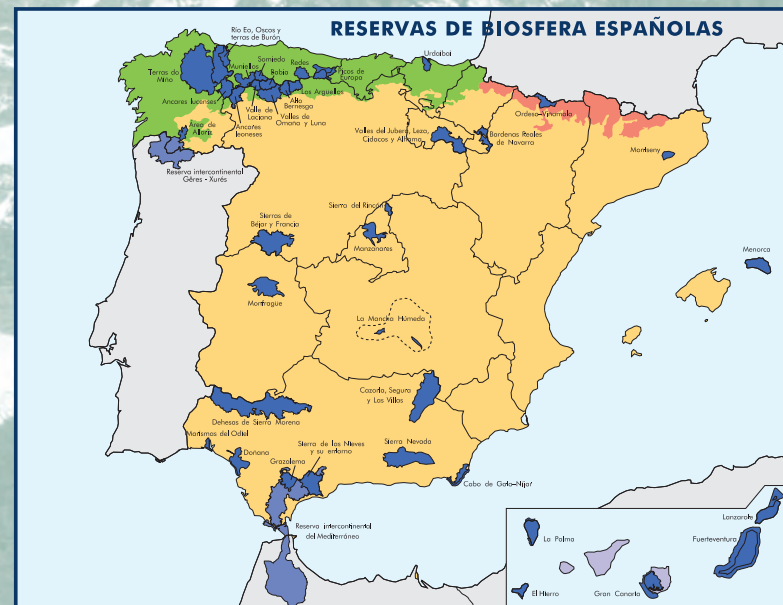 RESERVAS DE BIOSFERA ESPAÑOLAS
Río Eo, Oscos y
terras de Burón
Terras do
Miño
Muniellos
Somiedo
Redes
Babia
Picos de
Europa
Urdaibai
Ancares lucenses
Los Argüelles
Alto
Bernesga
Valle de
Laciana
Valles de
Omaña y Luna
Ancares
leoneses
Área de
Allariz
Reserva intercontinental
Gêres - Xurés
Valles del Jubera, Leza,
Cidacos y Alhama
Bardenas Reales
de Navarra
Ordesa-Viñamala
Montseny
Sierra del Rincón
Sierras de
Béjar y Francia
Manzanares
Menorca
Monfragüe
La Mancha Húmeda
Cazorla, Segura
y Las Villas
Dehesas de Sierra Morena
Marismas del Odiel
Doñana
Sierra de las Nieves
y su entorno
Grazalema
Sierra Nevada
Cabo de Gata-Níjar
Reserva intercontinental
del Mediterráneo
La Palma
Lanzarote
Fuerteventura
El Hierro
Gran Canaria